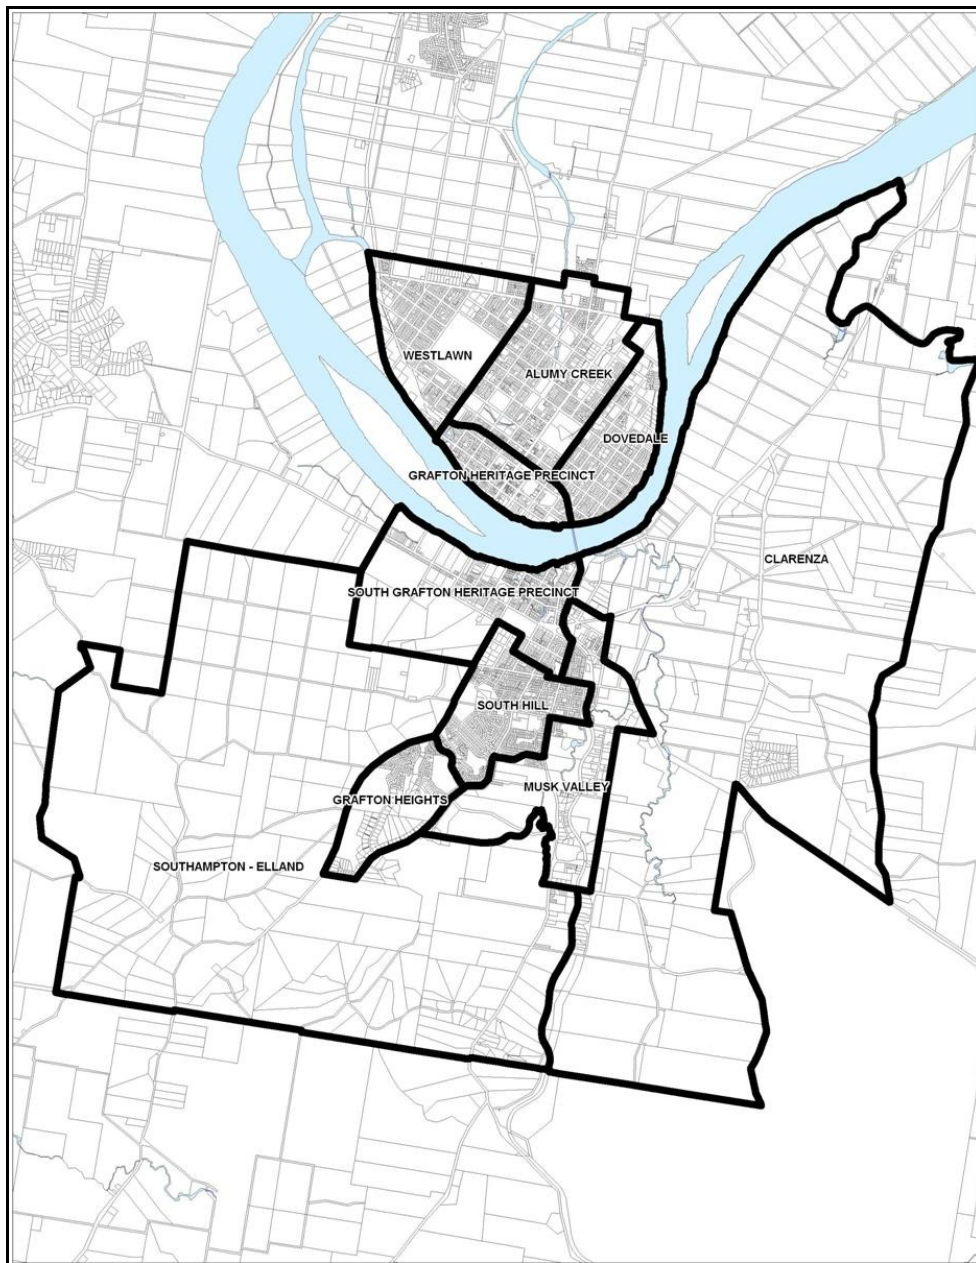 WESTLAWN
ALUMY CREEK
DOVEDALE
GRAFTON HERITAGE PRECINCT
CLARENZA
SOUTH GRAFTON HERITAGE PRECINCT
SOUTH HILL
MUSK VALLEY
GRAFTON HEIGHTS
SOUTHAMPTON - ELLAND